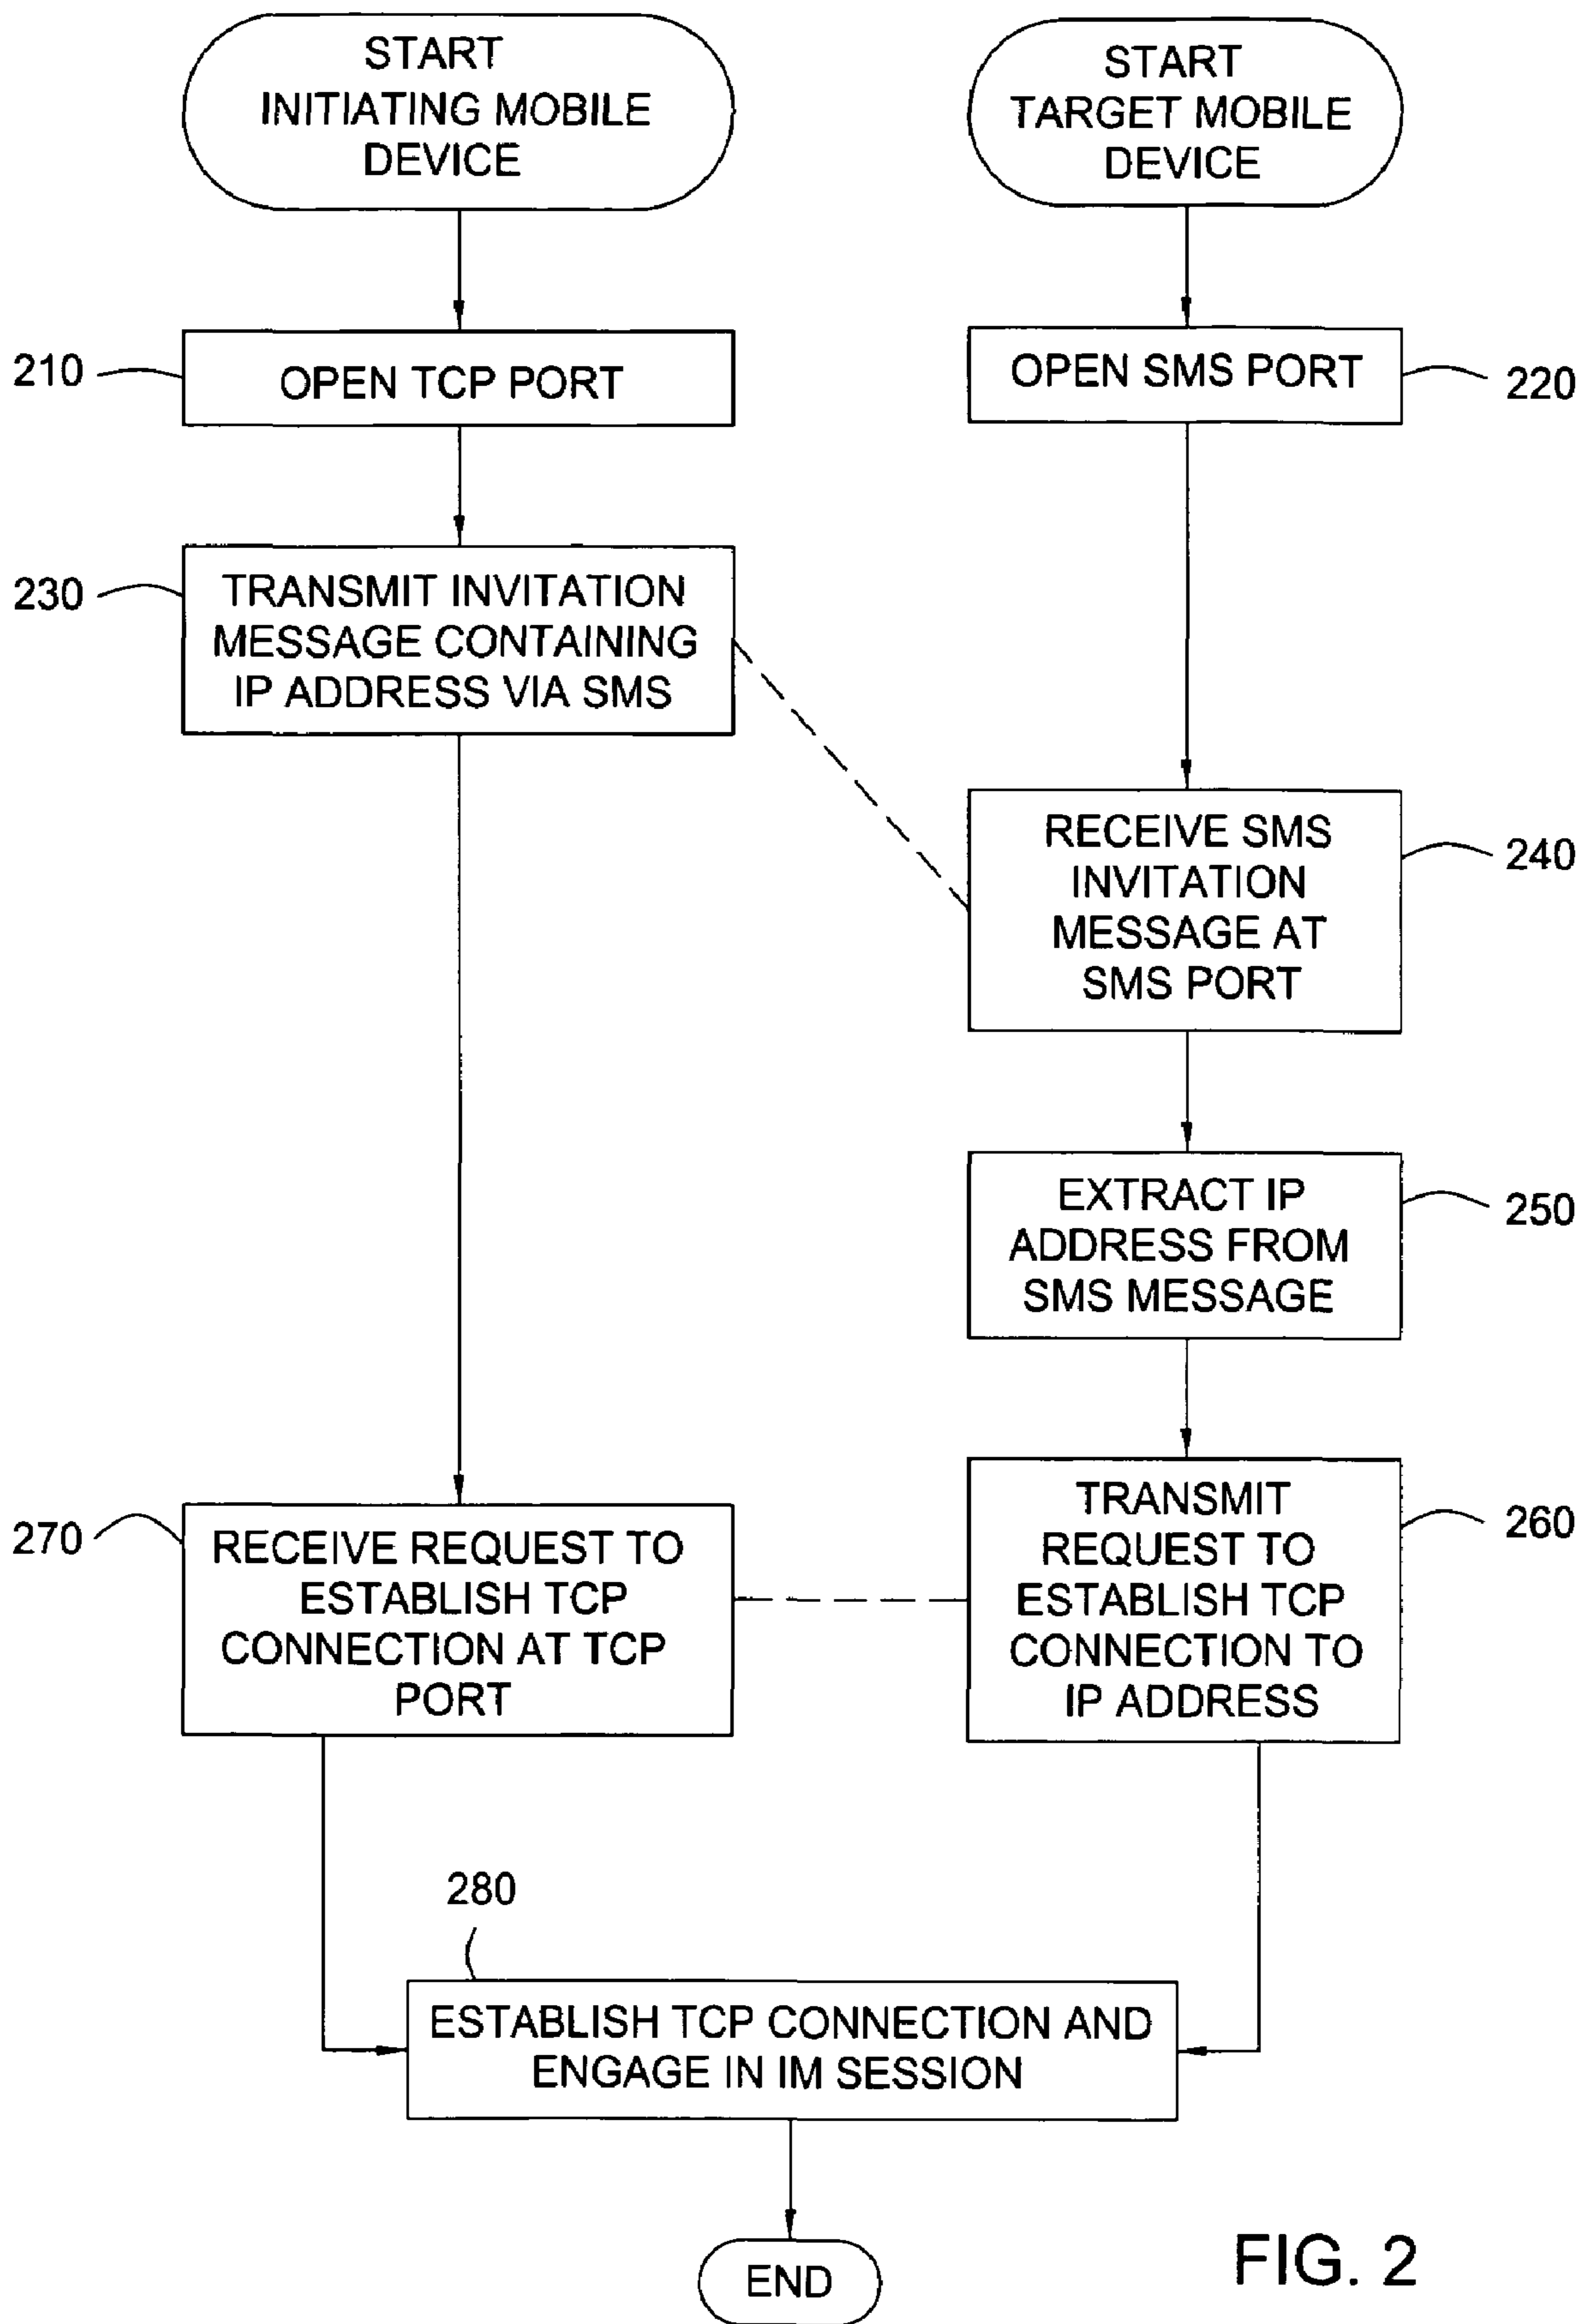 START
INITIATING MOBILE
DEVICE
START
TARGET MOBILE
DEVICE
210
OPEN TCP PORT
OPEN SMS PORT
220
230
TRANSMIT INVITATION
MESSAGE CONTAINING
IP ADDRESS VIA SMS
RECEIVE SMS
INVITATION
MESSAGE AT
SMS PORT
240
EXTRACT IP
ADDRESS FROM
SMS MESSAGE
250
TRANSMIT
REQUEST TO
ESTABLISH TCP
CONNECTION TO
IP ADDRESS
260
270
RECEIVE REQUEST TO
ESTABLISH TCP
CONNECTION AT TCP
PORT
280
ESTABLISH TCP CONNECTION AND
ENGAGE IN IM SESSION
END
FIG. 2